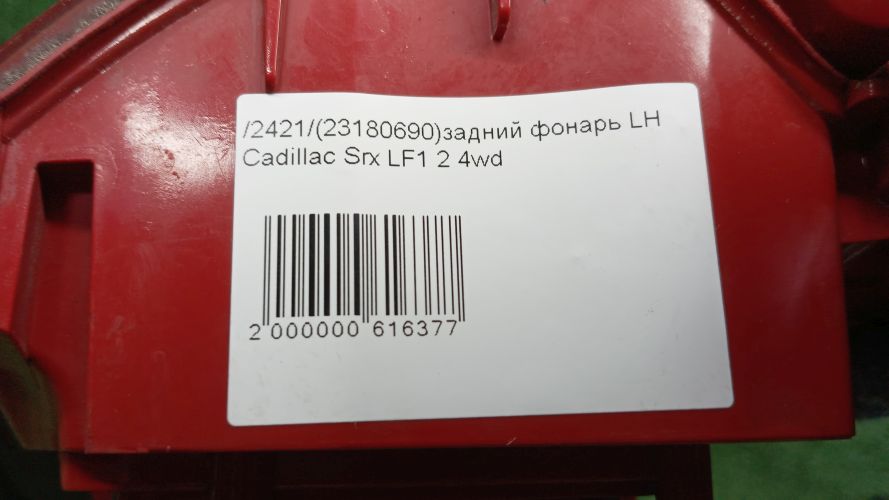 /2421/(23180690)задний фонарь LH
Cadillac Srx LF1 2 4wd
2 000000 616377